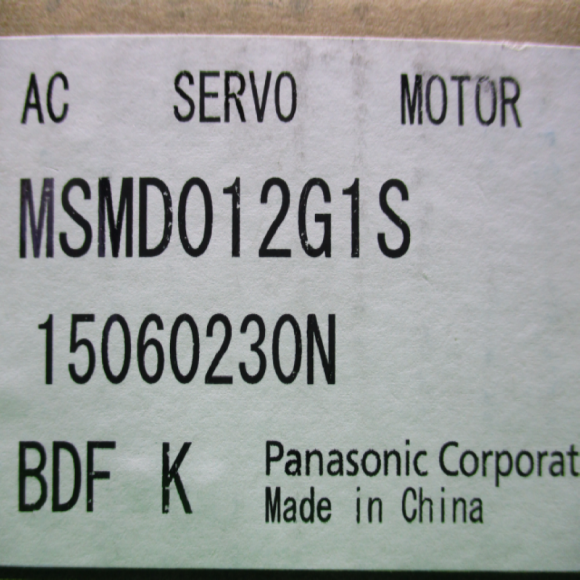 AC SERVO MOTOR
MSMD012G1S
15060230N
BDF K Panasonic Corporat
Made in China